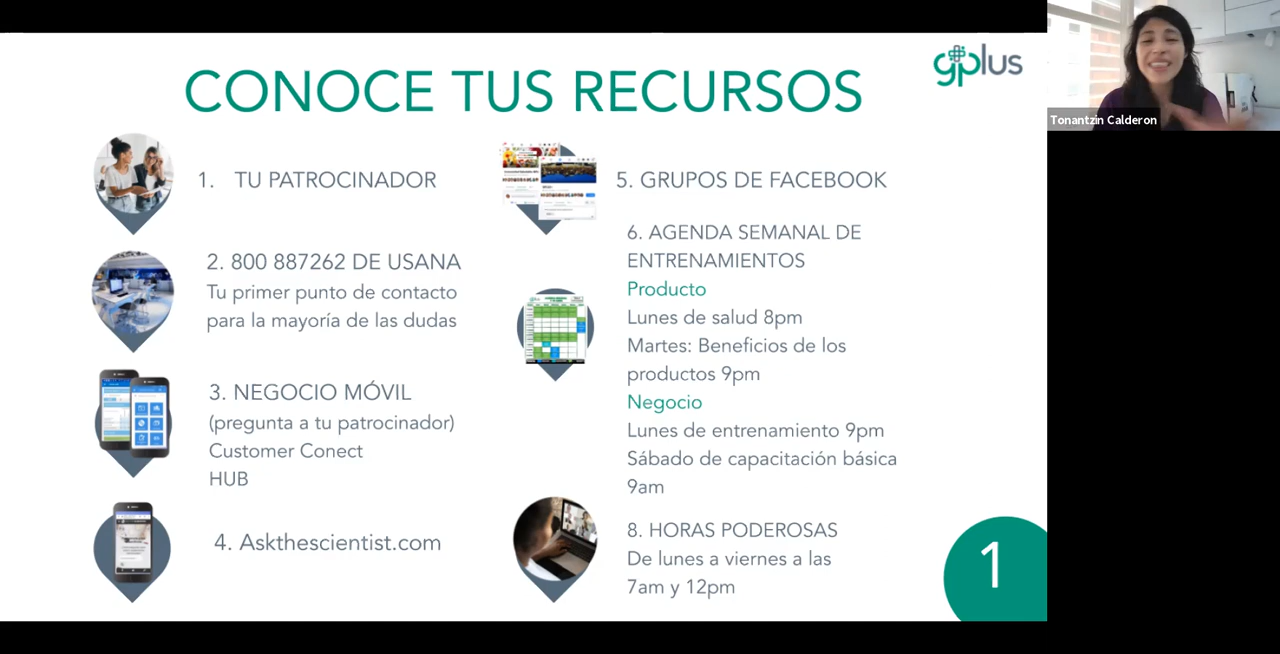 CONOCE TUS RECURSOS
gplus
Tonantzin Calderon
1. TU PATROCINADOR
2. 800 887262 DE USANA
Tu primer punto de contacto
para la mayoría de las dudas
3. NEGOCIO MÓVIL
(pregunta a tu patrocinador)
Customer Conect
HUB
4. Askthescientist.com
5. GRUPOS DE FACEBOOK
6. AGENDA SEMANAL DE
ENTRENAMIENTOS
Producto
Lunes de salud 8pm
Martes: Beneficios de los
productos 9pm
Negocio
Lunes de entrenamiento 9pm
Sábado de capacitación básica
9am
8. HORAS PODEROSAS
De lunes a viernes a las
7am y 12pm
1